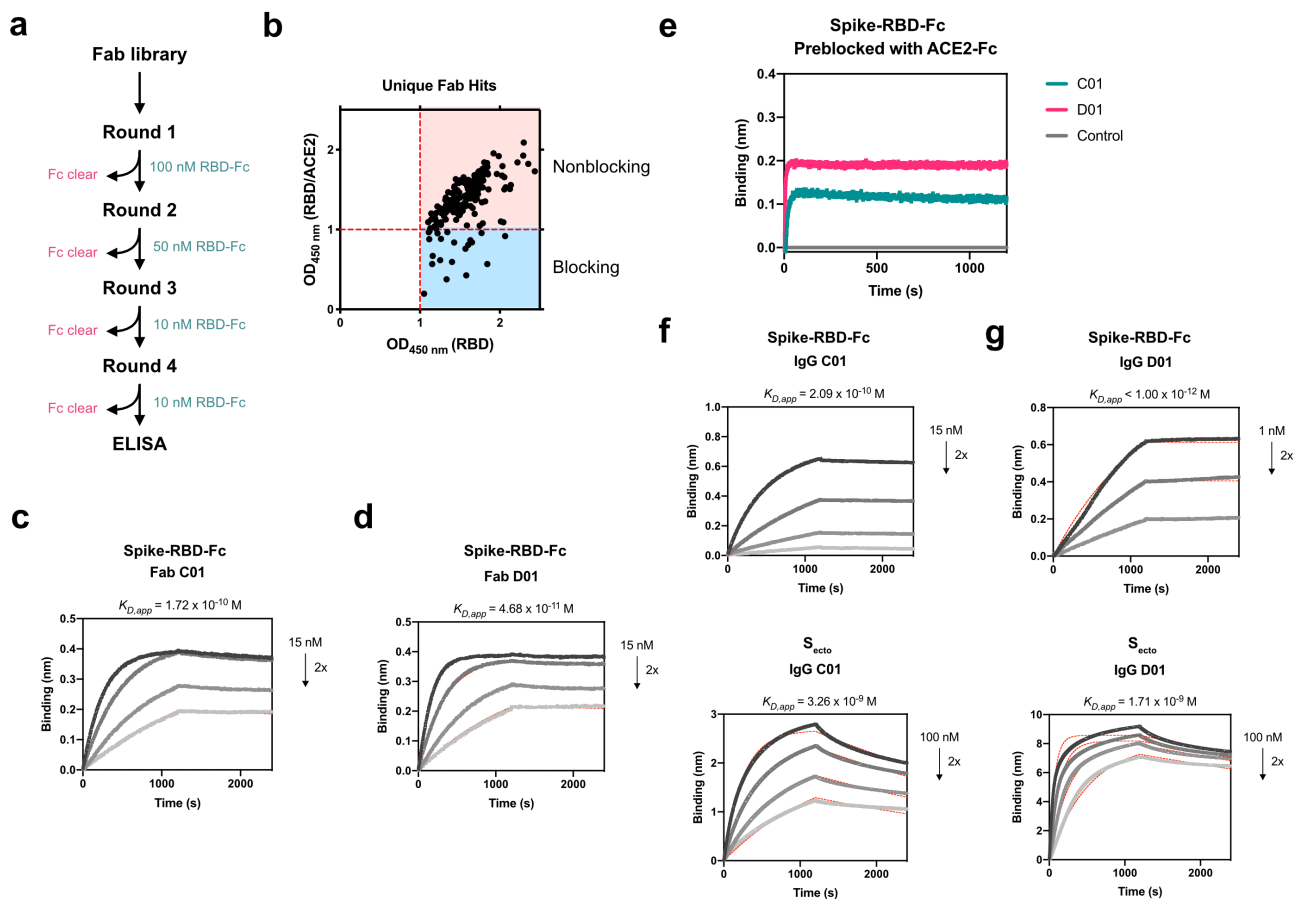 a
Fab library
Round 1
Fc clear
100 nM RBD-Fc
Round 2
Fc clear
50 nM RBD-Fc
Round 3
Fc clear
10 nM RBD-Fc
Round 4
Fc clear
10 nM RBD-Fc
ELISA
b
Unique Fab Hits
OD450 nm (RBD/ACE2)
2
1
0
0
1
2
OD450 nm (RBD)
Nonblocking
Blocking
e
Spike-RBD-Fc
Preblocked with ACE2-Fc
Binding (nm)
0.4
0.3
0.2
0.1
0.0
0
500
1000
Time (s)
C01
D01
Control
c
Spike-RBD-Fc
Fab C01
KD,app = 1.72 x 10-10 M
Binding (nm)
0.5
0.4
0.3
0.2
0.1
0.0
0
1000
2000
Time (s)
15 nM
2x
d
Spike-RBD-Fc
Fab D01
KD,app = 4.68 x 10-11 M
Binding (nm)
0.5
0.4
0.3
0.2
0.1
0.0
0
1000
2000
Time (s)
15 nM
2x
f
Spike-RBD-Fc
IgG C01
KD,app = 2.09 x 10-10 M
Binding (nm)
1.0
0.8
0.6
0.4
0.2
0.0
0
1000
2000
Time (s)
15 nM
2x
Secto
IgG C01
KD,app = 3.26 x 10-9 M
Binding (nm)
3
2
1
0
0
1000
2000
Time (s)
100 nM
2x
g
Spike-RBD-Fc
IgG D01
KD,app < 1.00 x 10-12 M
Binding (nm)
0.8
0.6
0.4
0.2
0.0
0
1000
2000
Time (s)
1 nM
2x
Secto
IgG D01
KD,app = 1.71 x 10-9 M
Binding (nm)
10
8
6
4
2
0
0
1000
2000
Time (s)
100 nM
2x